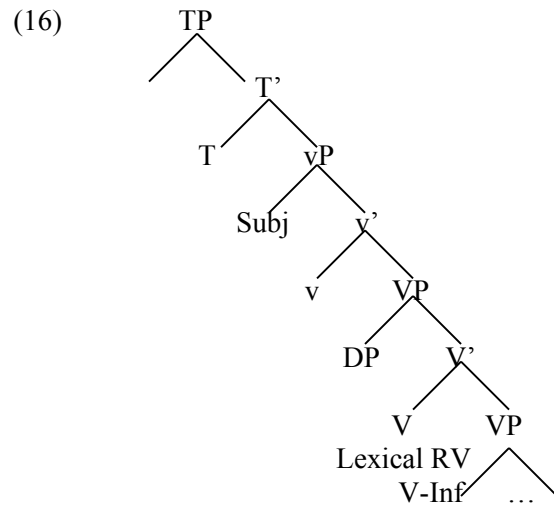 (16) TP
T’
T vP
Subj v’
v VP
DP V’
V VP
Lexical RV
V-Inf …